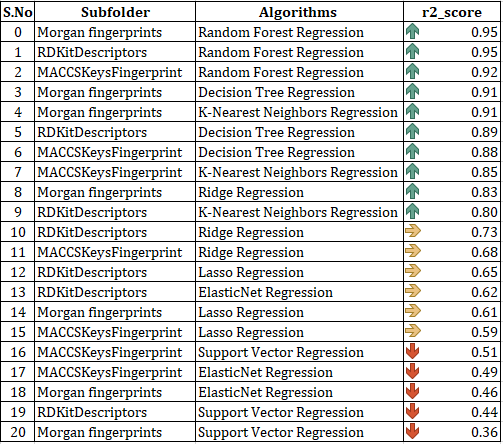 S.No Subfolder Algorithms r2_score
0 Morgan fingerprints Random Forest Regression 0.95
1 RDKitDescriptors Random Forest Regression 0.95
2 MACCSKeysFingerprint Random Forest Regression 0.92
3 Morgan fingerprints Decision Tree Regression 0.91
4 Morgan fingerprints K-Nearest Neighbors Regression 0.91
5 RDKitDescriptors Decision Tree Regression 0.89
6 MACCSKeysFingerprint Decision Tree Regression 0.88
7 MACCSKeysFingerprint K-Nearest Neighbors Regression 0.85
8 Morgan fingerprints Ridge Regression 0.83
9 RDKitDescriptors K-Nearest Neighbors Regression 0.80
10 RDKitDescriptors Ridge Regression 0.73
11 MACCSKeysFingerprint Ridge Regression 0.68
12 RDKitDescriptors Lasso Regression 0.65
13 RDKitDescriptors ElasticNet Regression 0.62
14 Morgan fingerprints Lasso Regression 0.61
15 MACCSKeysFingerprint Lasso Regression 0.59
16 MACCSKeysFingerprint Support Vector Regression 0.51
17 MACCSKeysFingerprint ElasticNet Regression 0.49
18 Morgan fingerprints ElasticNet Regression 0.46
19 RDKitDescriptors Support Vector Regression 0.44
20 Morgan fingerprints Support Vector Regression 0.36